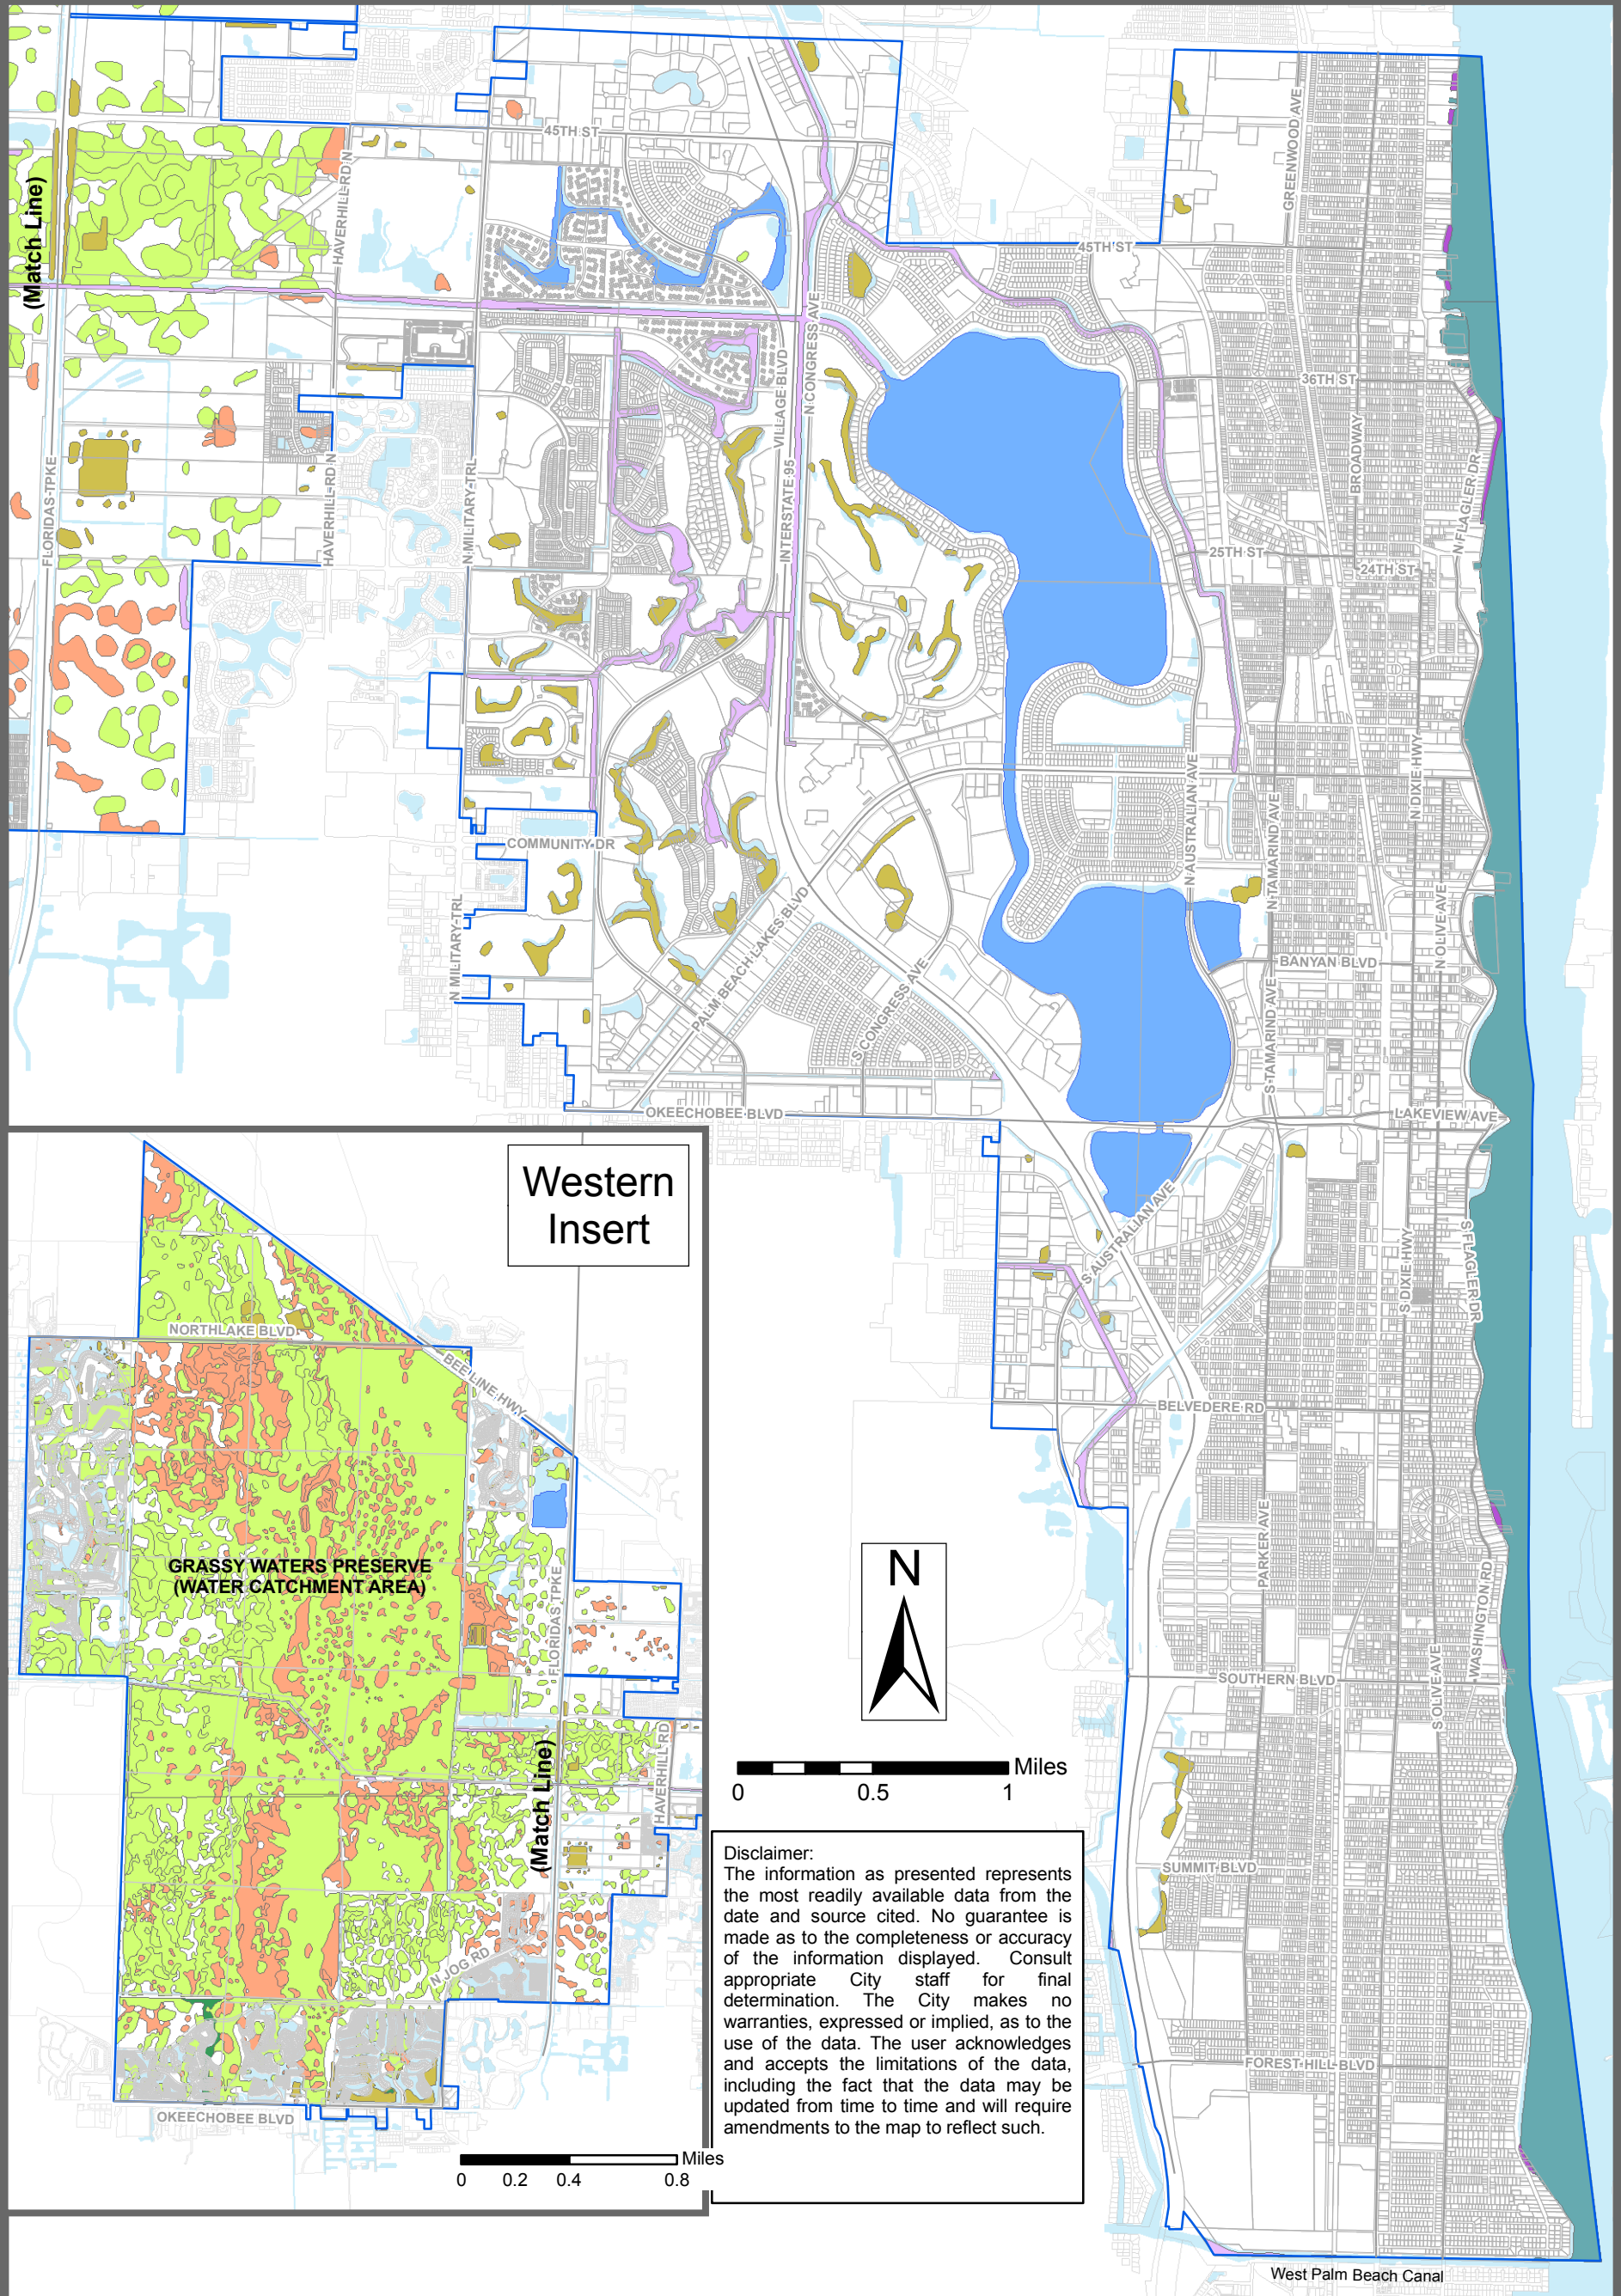 45TH ST
GREENWOOD AVE
(Match Line)
HAVERHILL RD N
45TH ST
N CONGRESS AVE
VILLAGE BLVD
36TH ST
BROADWAY
N FLAGLER DR
FLORIDAS TPKE
HAVERHILL RD N
N MILITARY TRL
INTERSTATE 95
25TH ST
24TH ST
N DIXIE HWY
N AUSTRALIAN AVE
N TAMARIND AVE
COMMUNITY DR
N MILITARY TRL
PALM BEACH LAKES BLVD
N OLIVE AVE
BANYAN BLVD
S CONGRESS AVE
S TAMARIND AVE
OKEECHOBEE BLVD
LAKEVIEW AVE
Western
Insert
S AUSTRALIAN AVE
S DIXIE HWY
S FLAGLER DR
NORTHLAKE BLVD
BEE LINE HWY
BELVEDERE RD
PARKER AVE
GRASSY WATERS PRESERVE
(WATER CATCHMENT AREA)
FLORIDAS TPKE
N
WASHINGTON RD
SOUTHERN BLVD
S OLIVE AVE
HAVERHILL RD
(Match Line)
Miles
0
0.5
1
Disclaimer:
The information as presented represents
the most readily available data from the
date and source cited. No guarantee is
made as to the completeness or accuracy
of the information displayed. Consult
appropriate City staff for final
determination. The City makes no
warranties, expressed or implied, as to the
use of the data. The user acknowledges
and accepts the limitations of the data,
including the fact that the data may be
updated from time to time and will require
amendments to the map to reflect such.
SUMMIT BLVD
N JOG RD
FOREST HILL BLVD
OKEECHOBEE BLVD
Miles
0
0.2
0.4
0.8
West Palm Beach Canal